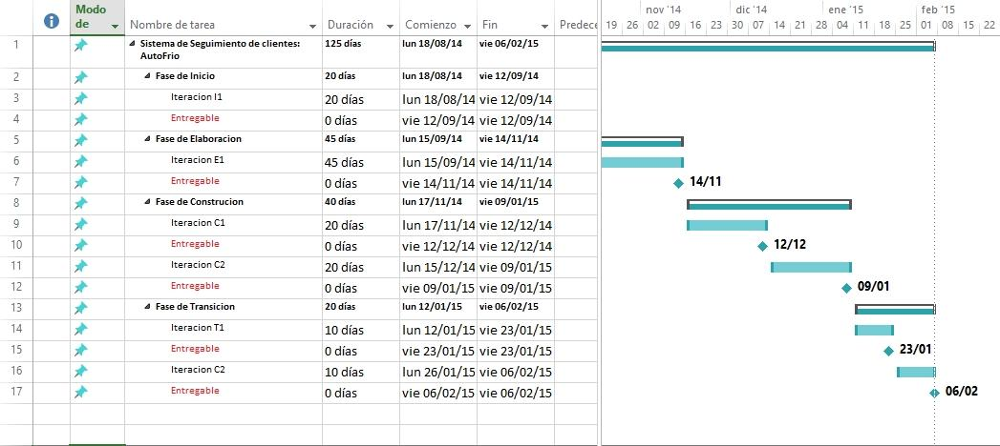 Modo de Nombre de tarea Duración Comienzo Fin Predece
nov '14 dic '14 ene '15 feb '15
19 26 02 09 16 23 30 07 14 21 28 04 11 18 25 01 08 15 22
1 Sistema de Seguimiento de clientes: AutoFrio 125 días lun 18/08/14 vie 06/02/15
2 Fase de Inicio 20 días lun 18/08/14 vie 12/09/14
3 Iteracion I1 20 días lun 18/08/14 vie 12/09/14
4 Entregable 0 días vie 12/09/14 vie 12/09/14
5 Fase de Elaboracion 45 días lun 15/09/14 vie 14/11/14
6 Iteracion E1 45 días lun 15/09/14 vie 14/11/14
7 Entregable 0 días vie 14/11/14 vie 14/11/14 14/11
8 Fase de Construcion 40 días lun 17/11/14 vie 09/01/15
9 Iteracion C1 20 días lun 17/11/14 vie 12/12/14
10 Entregable 0 días vie 12/12/14 vie 12/12/14 12/12
11 Iteracion C2 20 días lun 15/12/14 vie 09/01/15
12 Entregable 0 días vie 09/01/15 vie 09/01/15 09/01
13 Fase de Transicion 20 días lun 12/01/15 vie 06/02/15
14 Iteracion T1 10 días lun 12/01/15 vie 23/01/15
15 Entregable 0 días vie 23/01/15 vie 23/01/15 23/01
16 Iteracion C2 10 días lun 26/01/15 vie 06/02/15
17 Entregable 0 días vie 06/02/15 vie 06/02/15 06/02